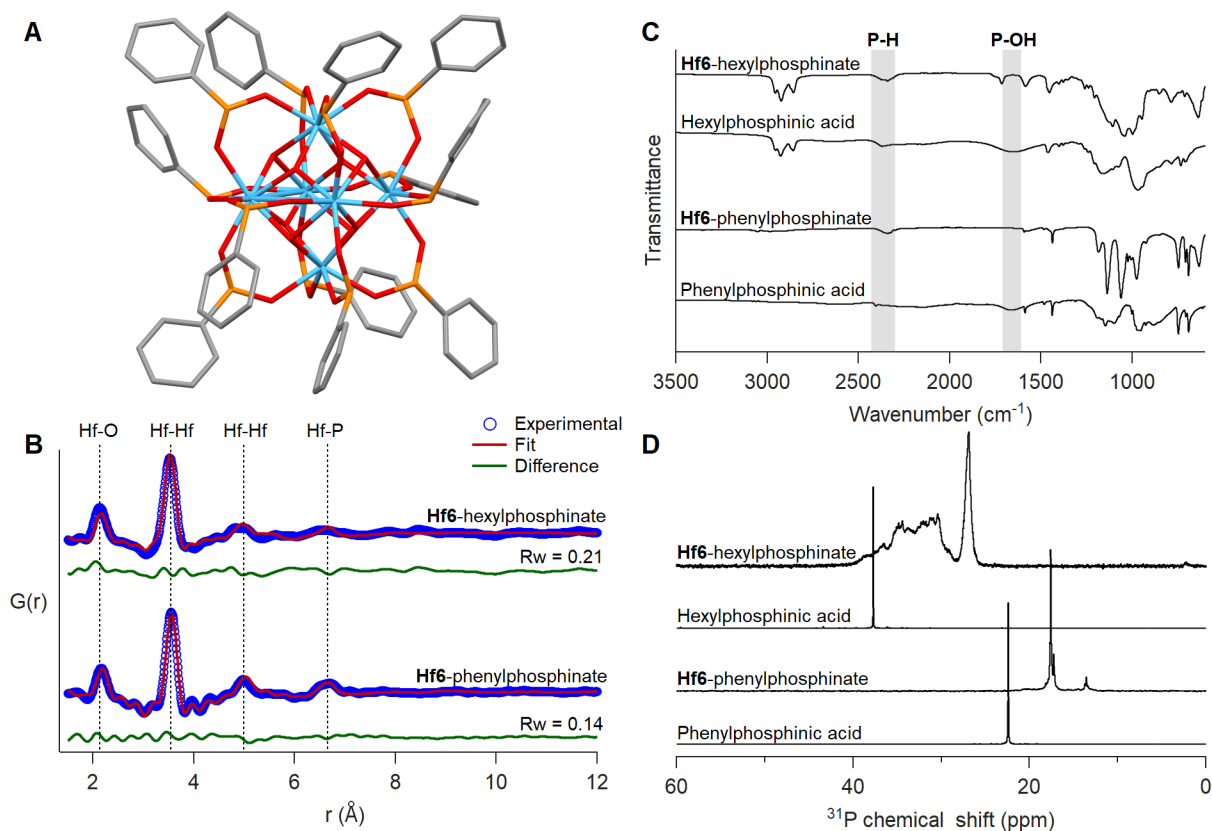 A
B
Hf-O Hf-Hf Hf-Hf Hf-P
Experimental
Fit
Difference
Hf6-hexylphosphinate
Rw = 0.21
G(r)
Hf6-phenylphosphinate
Rw = 0.14
2 4 6 8 10 12
r (Å)
C
P-H P-OH
Hf6-hexylphosphinate
Hexylphosphinic acid
Hf6-phenylphosphinate
Phenylphosphinic acid
Transmittance
3500 3000 2500 2000 1500 1000
Wavenumber (cm⁻¹)
D
Hf6-hexylphosphinate
Hexylphosphinic acid
Hf6-phenylphosphinate
Phenylphosphinic acid
60 40 20 0
³¹P chemical shift (ppm)